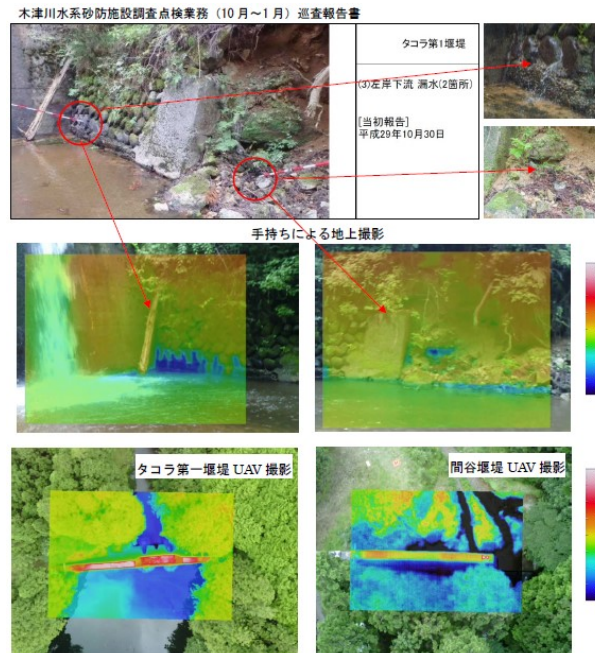 木津川水系砂防施設調査点検業務（10月～1月）巡査報告書
タコラ第1堰堤
(3)左岸下流 漏水(2箇所)
[当初報告]
平成29年10月30日
手持ちによる地上撮影
タコラ第一堰堤 UAV 撮影
間谷堰堤 UAV 撮影